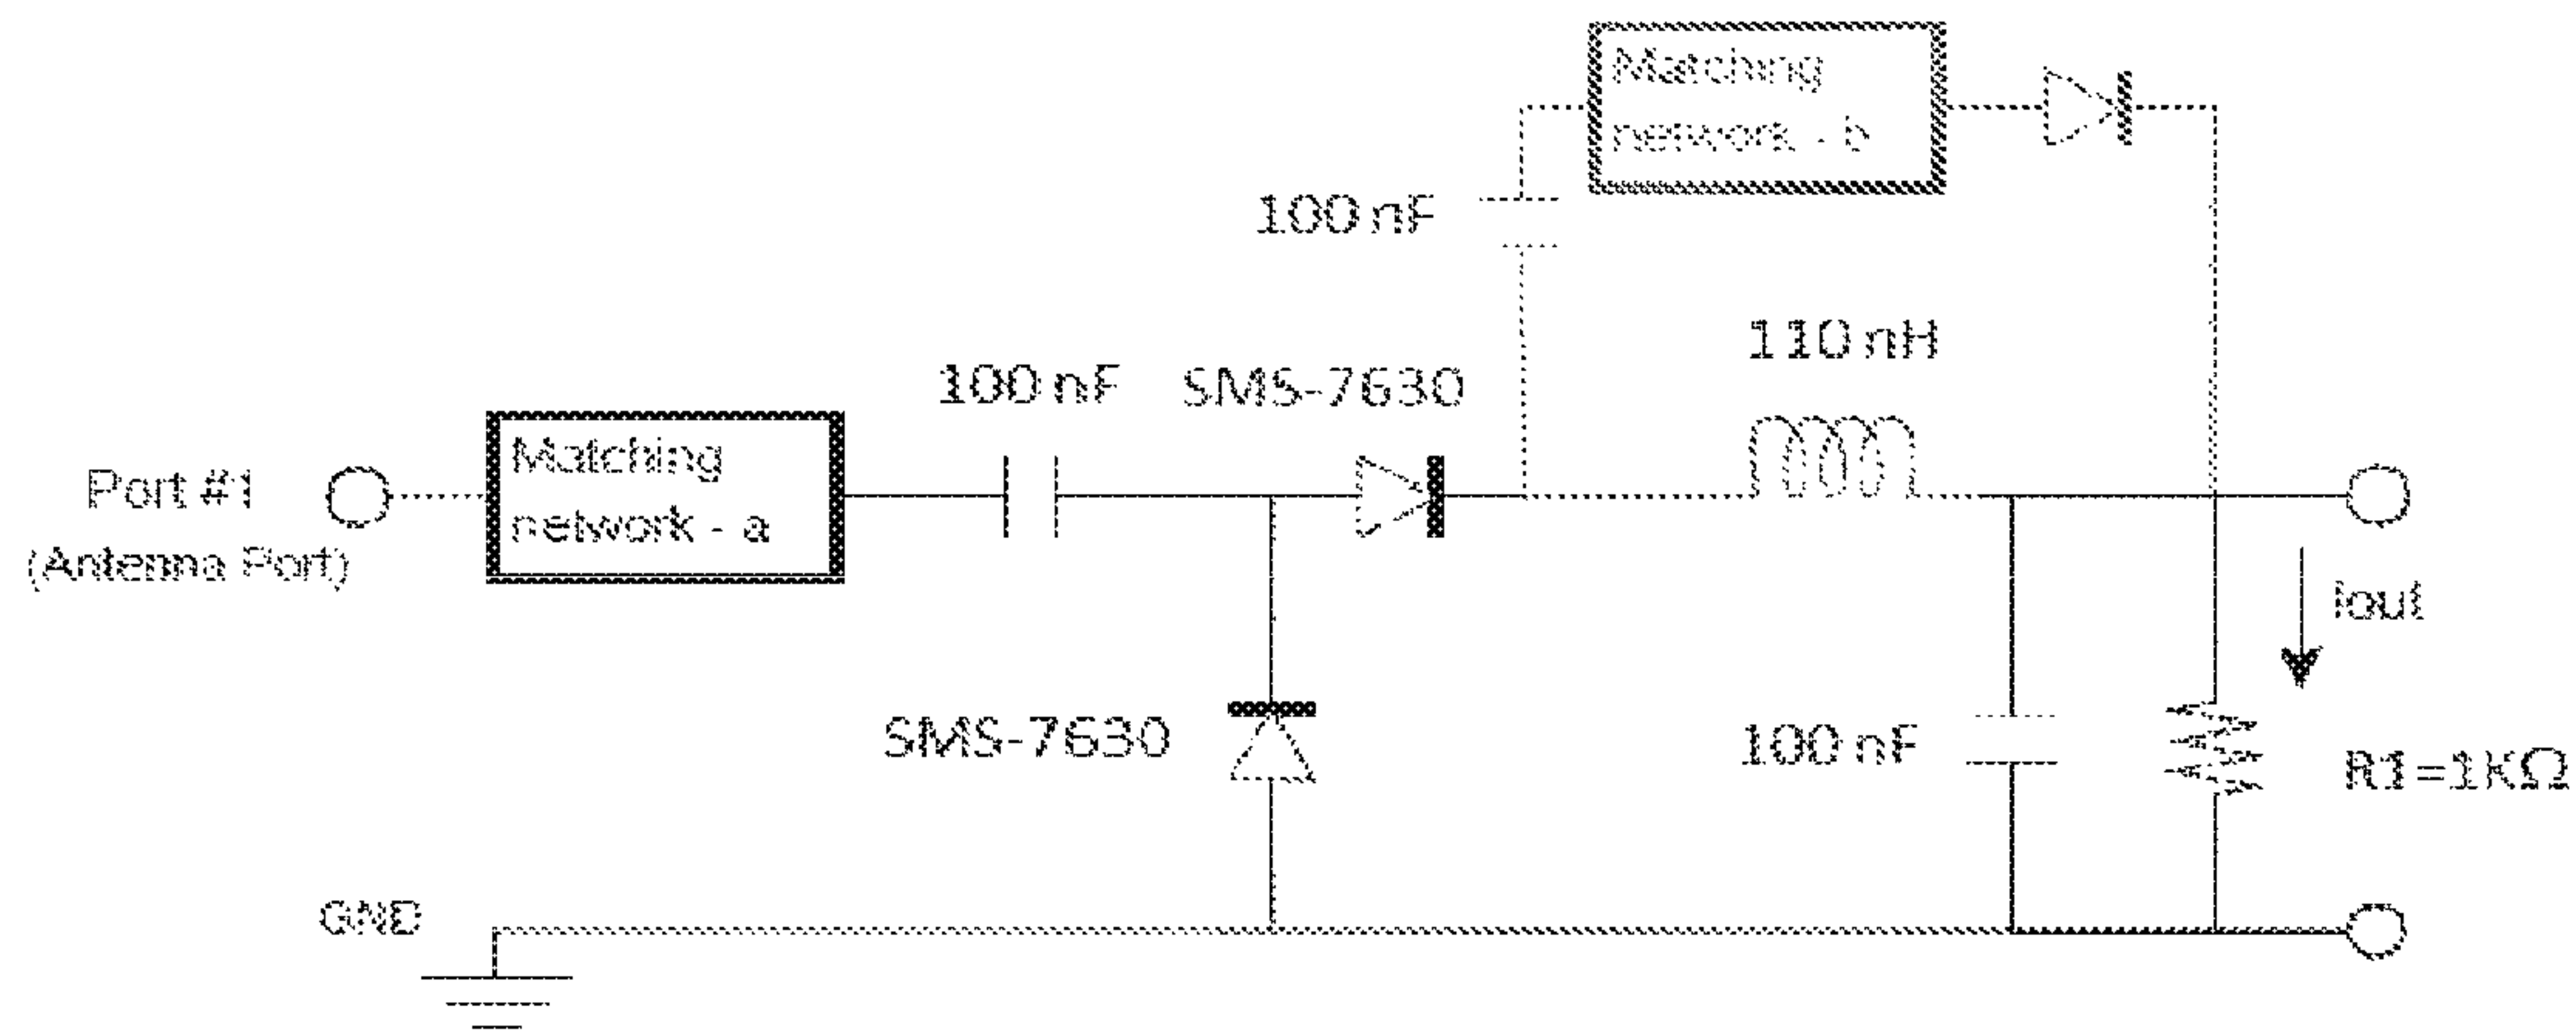 Matching
network - b
100 nF
110 nH
100 nF
SMS-7630
Matching
network - a
Port #1
(Antenna Port)
Iout
SMS-7630
100 nF
R1=1KΩ
GND